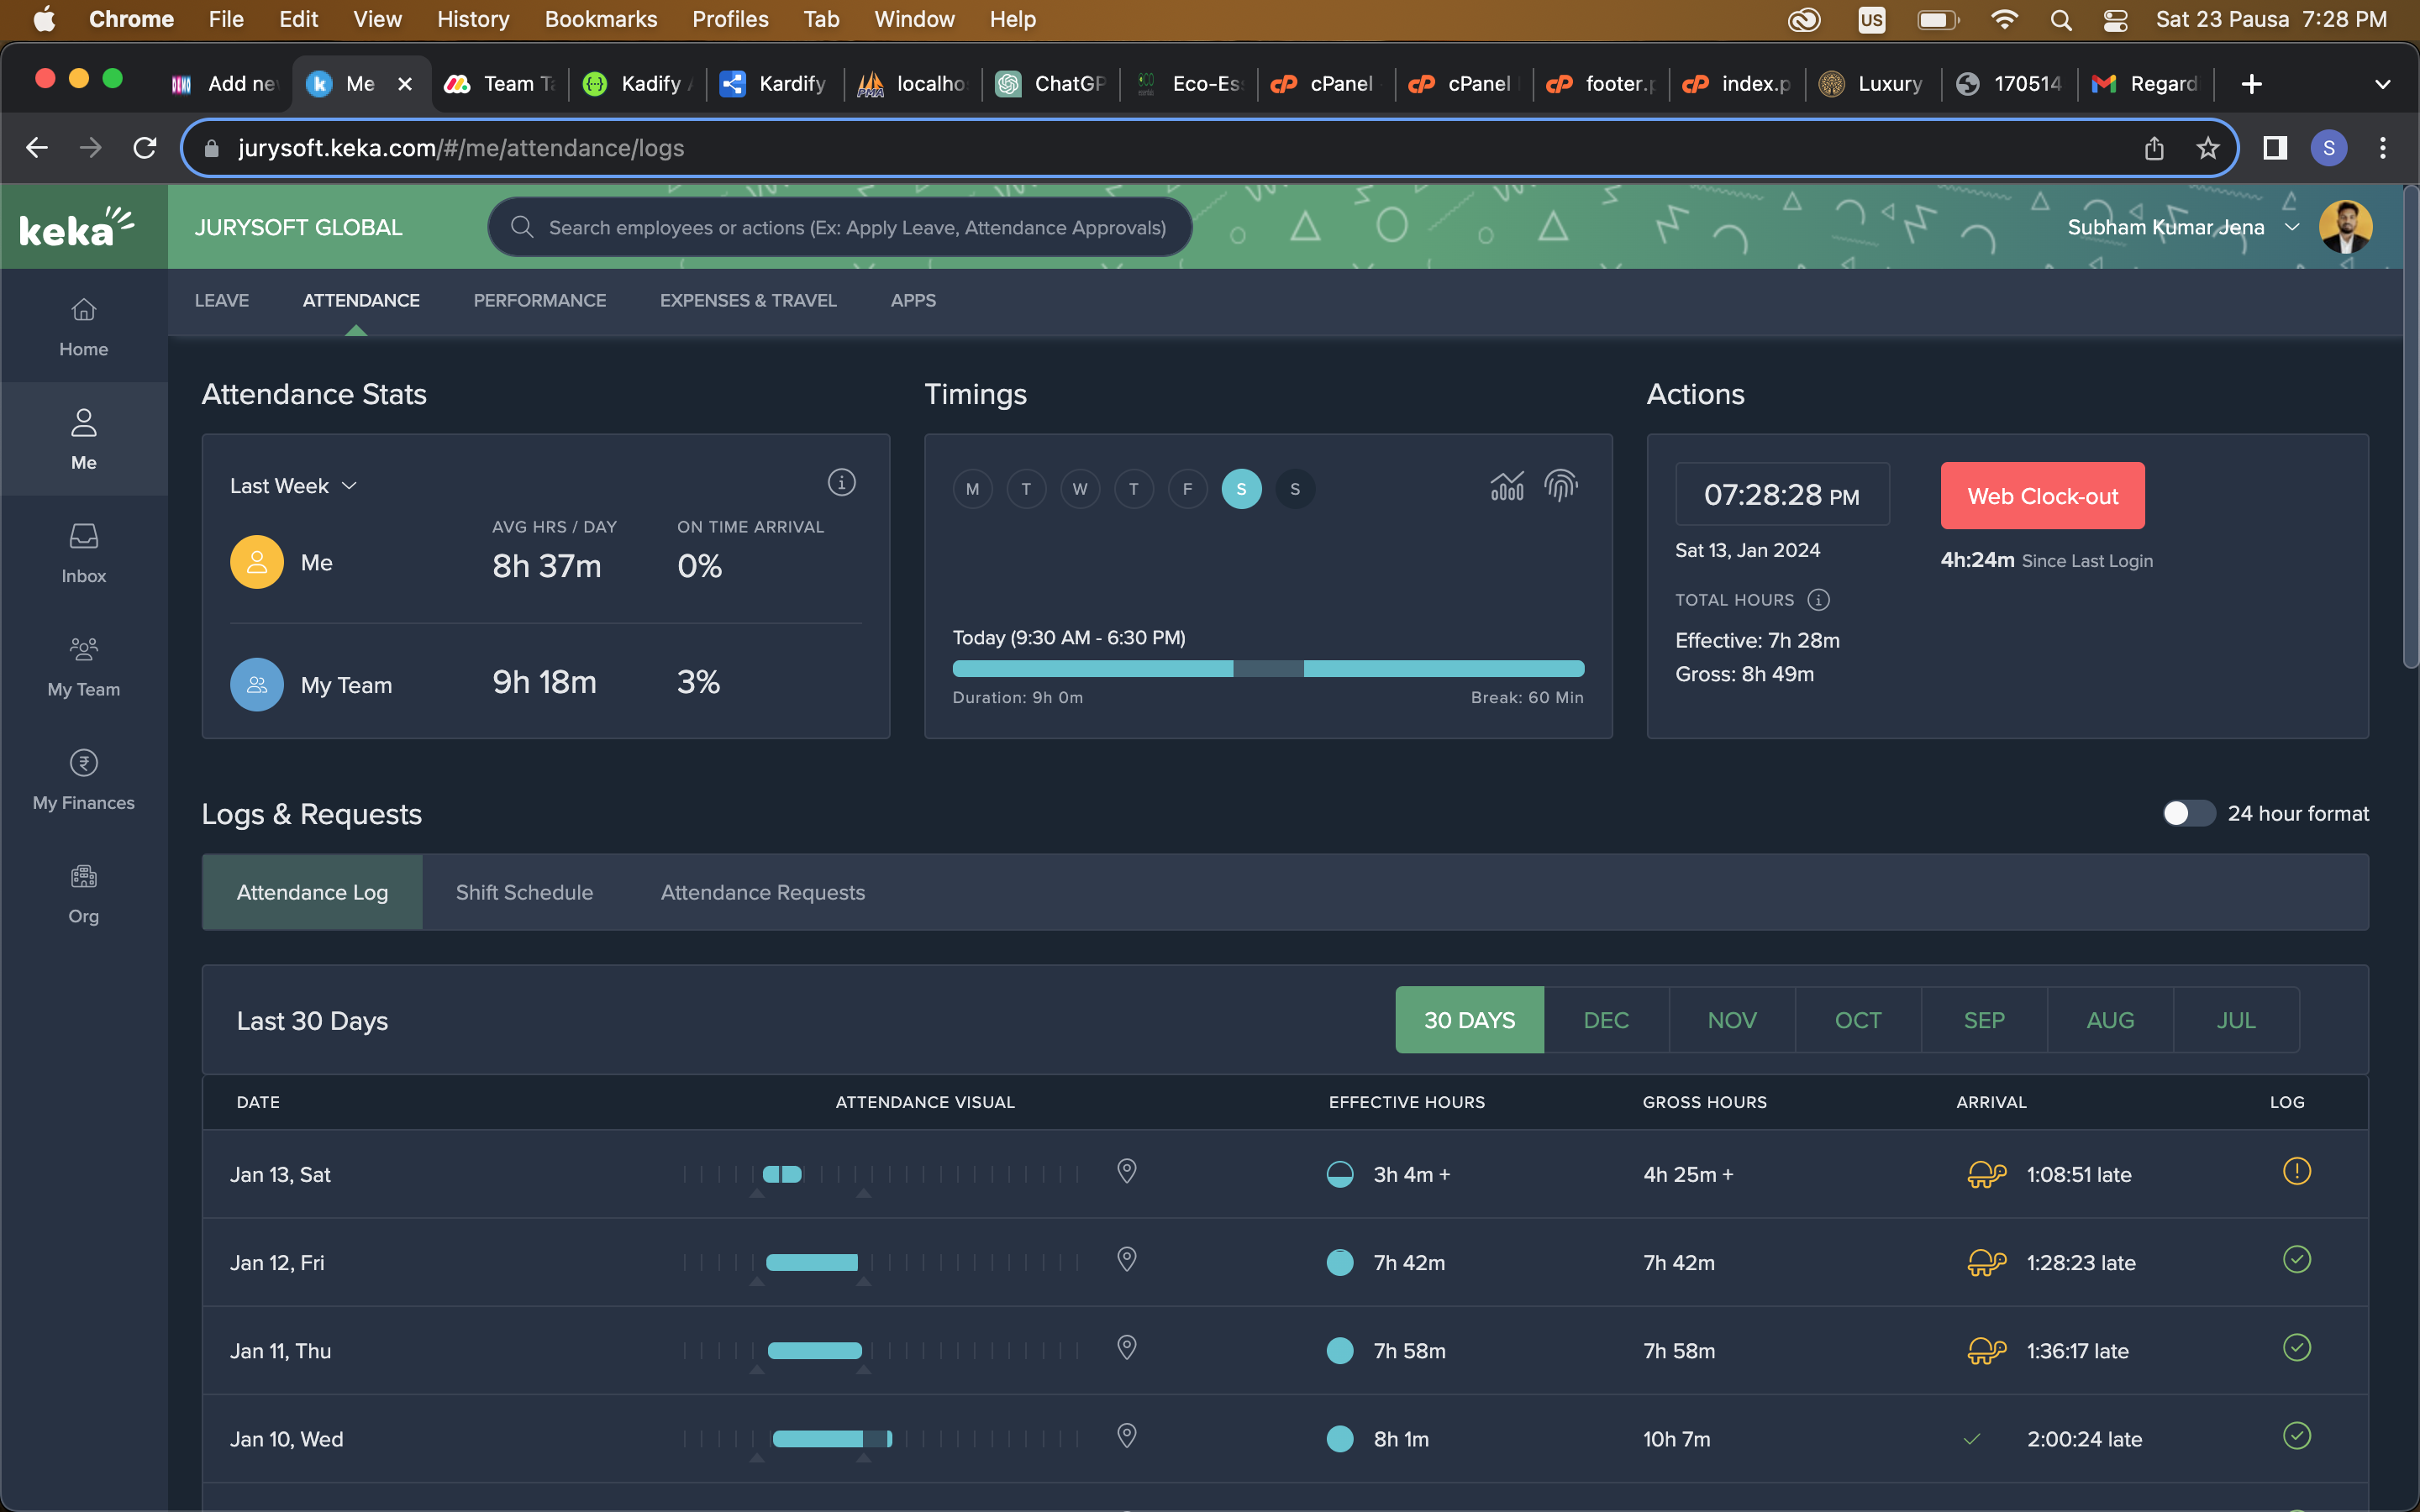 Chrome File Edit View History Bookmarks Profiles Tab Window Help US Sat 23 Pausa 7:28 PM
Add ne Me Team Ta Kadify Kardify localho ChatGP Eco-Es cPanel cPanel footer.p index.p Luxury 170514 Regard
jurysoft.keka.com/#/me/attendance/logs S
keka JURYSOFT GLOBAL Search employees or actions (Ex: Apply Leave, Attendance Approvals) Subham Kumar Jena
LEAVE ATTENDANCE PERFORMANCE EXPENSES & TRAVEL APPS
Home
Me
Inbox
My Team
My Finances
Org
Attendance Stats
Last Week
AVG HRS / DAY ON TIME ARRIVAL
Me 8h 37m 0%
My Team 9h 18m 3%
Timings
M T W T F S S
Today (9:30 AM - 6:30 PM)
Duration: 9h 0m Break: 60 Min
Actions
07:28:28 PM Web Clock-out
Sat 13, Jan 2024 4h:24m Since Last Login
TOTAL HOURS
Effective: 7h 28m
Gross: 8h 49m
Logs & Requests 24 hour format
Attendance Log Shift Schedule Attendance Requests
Last 30 Days 30 DAYS DEC NOV OCT SEP AUG JUL
DATE ATTENDANCE VISUAL EFFECTIVE HOURS GROSS HOURS ARRIVAL LOG
Jan 13, Sat 3h 4m + 4h 25m + 1:08:51 late
Jan 12, Fri 7h 42m 7h 42m 1:28:23 late
Jan 11, Thu 7h 58m 7h 58m 1:36:17 late
Jan 10, Wed 8h 1m 10h 7m 2:00:24 late